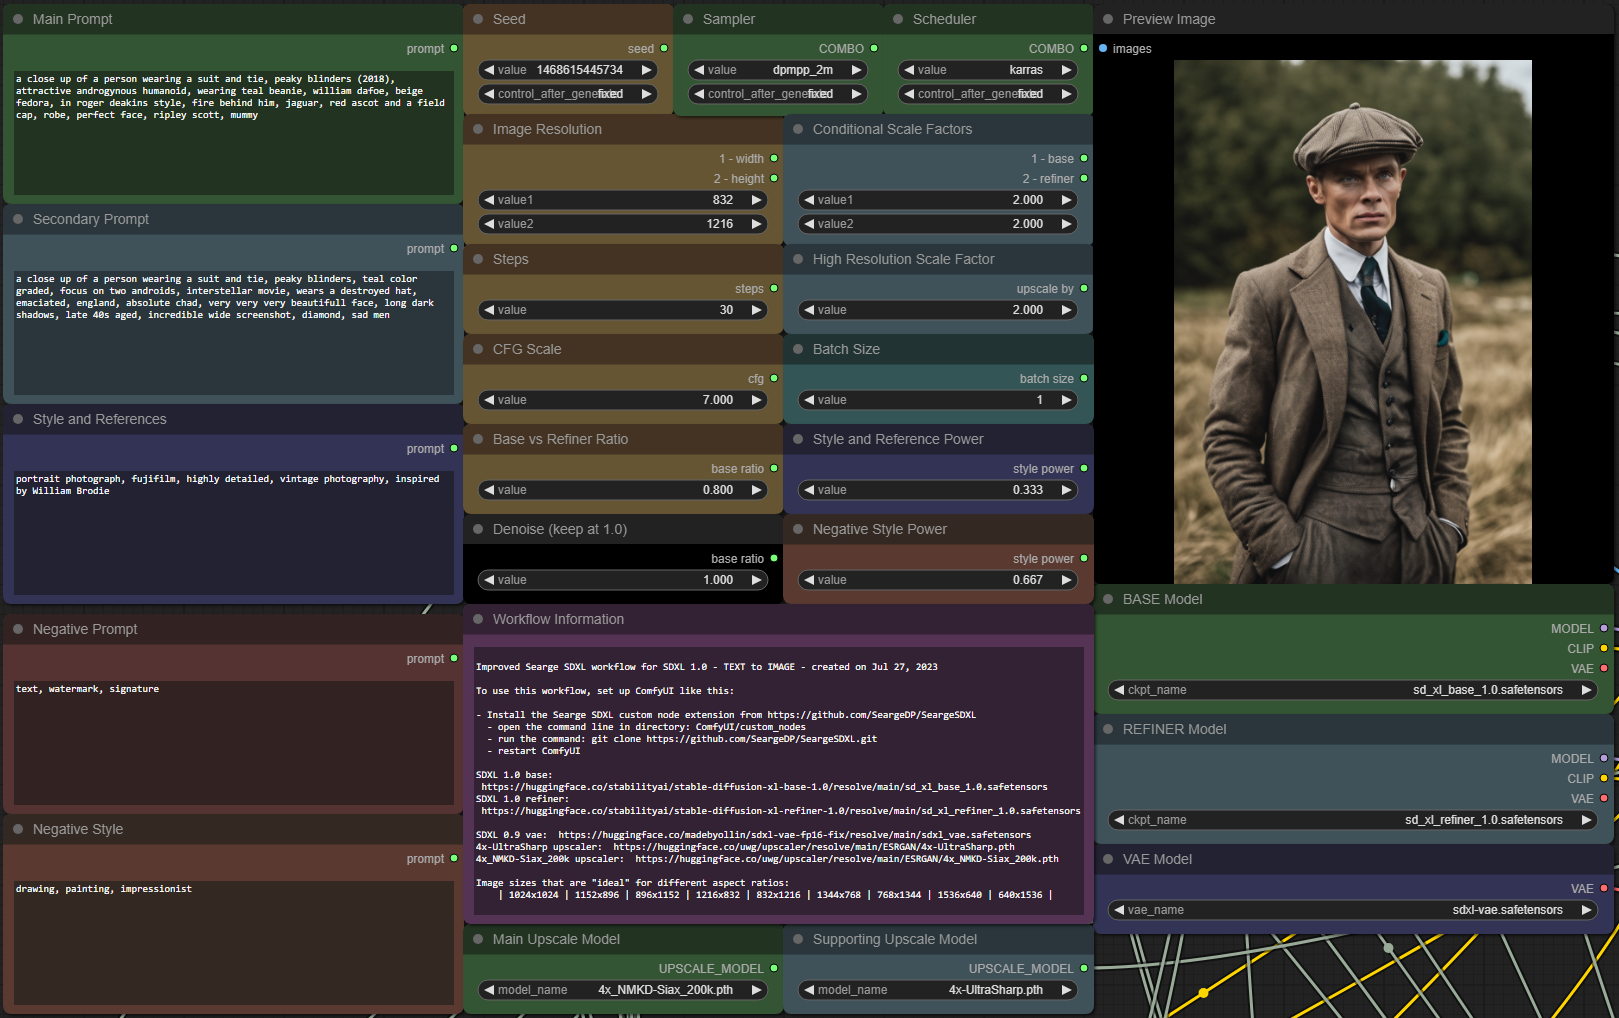 Main Prompt
prompt
a close up of a person wearing a suit and tie, peaky blinders (2018),
attractive androgynous humanoid, wearing teal beanie, william dafoe, beige
fedora, in roger deakins style, fire behind him, jaguar, red ascot and a field
cap, robe, perfect face, ripley scott, mummy
Secondary Prompt
prompt
a close up of a person wearing a suit and tie, peaky blinders, teal color
graded, focus on two androids, interstellar movie, wears a destroyed hat,
emaciated, england, absolute chad, very very very beautifull face, long dark
shadows, late 40s aged, incredible wide screenshot, diamond, sad men
Style and References
prompt
portrait photograph, fujifilm, highly detailed, vintage photography, inspired
by William Brodie
Negative Prompt
prompt
text, watermark, signature
Negative Style
prompt
drawing, painting, impressionist
Seed
seed
value 1468615445734
control_after_gene fixed
Sampler
COMBO
value dpmpp_2m
control_after_gene fixed
Scheduler
COMBO
value karras
control_after_gene fixed
Image Resolution
1 - width
2 - height
value1 832
value2 1216
Conditional Scale Factors
1 - base
2 - refiner
value1 2.000
value2 2.000
Steps
steps
value 30
High Resolution Scale Factor
upscale by
value 2.000
CFG Scale
cfg
value 7.000
Batch Size
batch size
value 1
Base vs Refiner Ratio
base ratio
value 0.800
Style and Reference Power
style power
value 0.333
Denoise (keep at 1.0)
base ratio
value 1.000
Negative Style Power
style power
value 0.667
Workflow Information
Improved Searge SDXL workflow for SDXL 1.0 - TEXT to IMAGE - created on Jul 27, 2023
To use this workflow, set up ComfyUI like this:
- Install the Searge SDXL custom node extension from https://github.com/SeargeDP/SeargeSDXL
- open the command line in directory: ComfyUI/custom_nodes
- run the command: git clone https://github.com/SeargeDP/SeargeSDXL.git
- restart ComfyUI
SDXL 1.0 base:
https://huggingface.co/stabilityai/stable-diffusion-xl-base-1.0/resolve/main/sd_xl_base_1.0.safetensors
SDXL 1.0 refiner:
https://huggingface.co/stabilityai/stable-diffusion-xl-refiner-1.0/resolve/main/sd_xl_refiner_1.0.safetensors
SDXL 0.9 vae: https://huggingface.co/madebyollin/sdxl-vae-fp16-fix/resolve/main/sdxl_vae.safetensors
4x-UltraSharp upscaler: https://huggingface.co/uwg/upscaler/resolve/main/ESRGAN/4x-UltraSharp.pth
4x_NMKD-Siax_200k upscaler: https://huggingface.co/uwg/upscaler/resolve/main/ESRGAN/4x_NMKD-Siax_200k.pth
Image sizes that are "ideal" for different aspect ratios:
| 1024x1024 | 1152x896 | 896x1152 | 1216x832 | 832x1216 | 1344x768 | 768x1344 | 1536x640 | 640x1536 |
Main Upscale Model
UPSCALE_MODEL
model_name 4x_NMKD-Siax_200k.pth
Supporting Upscale Model
UPSCALE_MODEL
model_name 4x-UltraSharp.pth
Preview Image
images
BASE Model
MODEL
CLIP
VAE
ckpt_name sd_xl_base_1.0.safetensors
REFINER Model
MODEL
CLIP
VAE
ckpt_name sd_xl_refiner_1.0.safetensors
VAE Model
VAE
vae_name sdxl-vae.safetensors